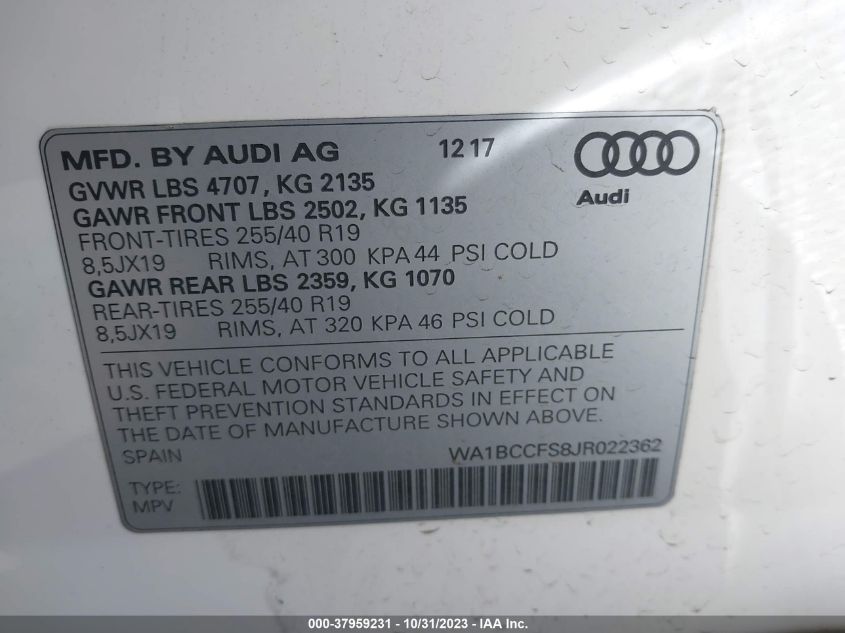 MFD. BY AUDI AG 12 17
Audi
GVWR LBS 4707, KG 2135
GAWR FRONT LBS 2502, KG 1135
FRONT-TIRES 255/40 R19
8,5JX19 RIMS, AT 300 KPA 44 PSI COLD
GAWR REAR LBS 2359, KG 1070
REAR-TIRES 255/40 R19
8,5JX19 RIMS, AT 320 KPA 46 PSI COLD
THIS VEHICLE CONFORMS TO ALL APPLICABLE
U.S. FEDERAL MOTOR VEHICLE SAFETY AND
THEFT PREVENTION STANDARDS IN EFFECT ON
THE DATE OF MANUFACTURE SHOWN ABOVE.
SPAIN WA1BCCFS8JR022362
TYPE:
MPV
000-37959231 - 10/31/2023 - IAA Inc.